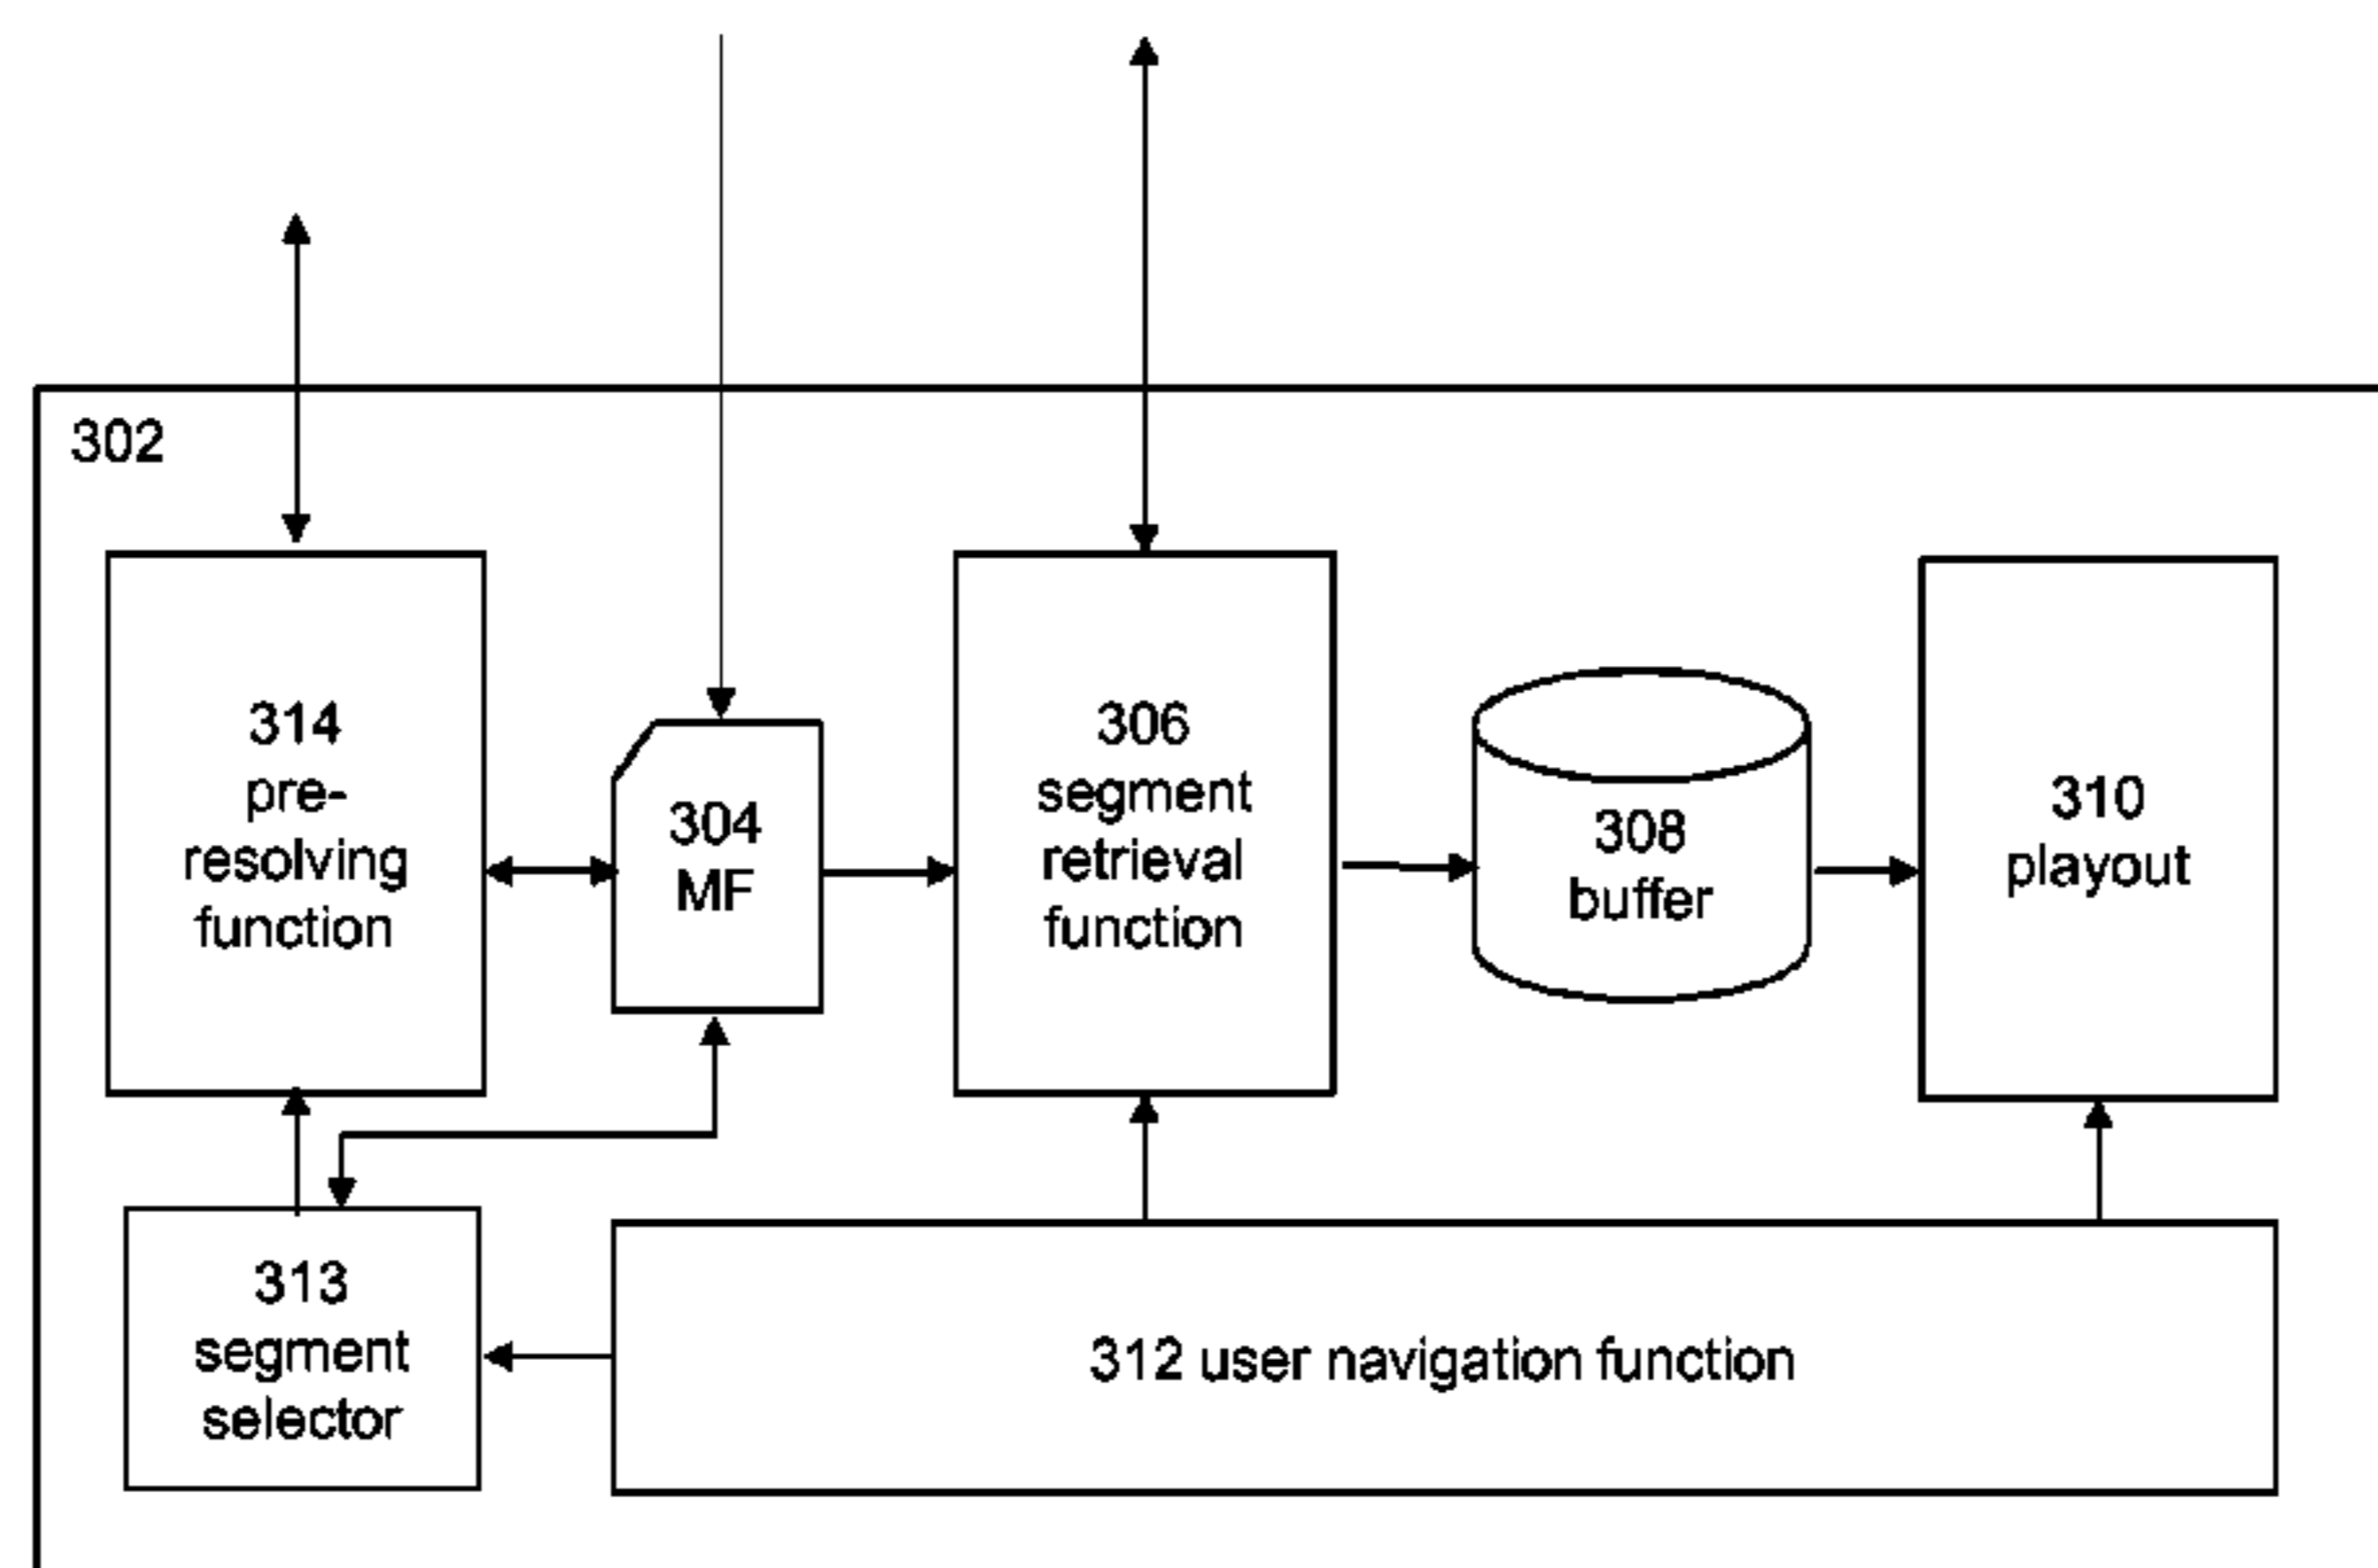 302
314
pre-
resolving
function
304
MF
306
segment
retrieval
function
308
buffer
310
playout
313
segment
selector
312 user navigation function